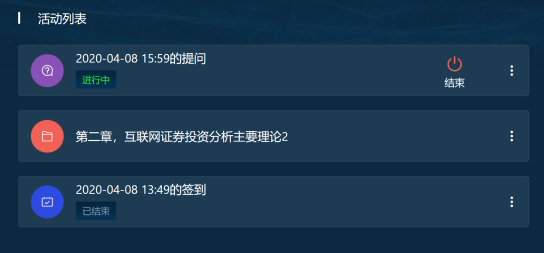 活动列表
2020-04-08 15:59的提问
进行中
结束
第二章，互联网证券投资分析主要理论2
2020-04-08 13:49的签到
已结束